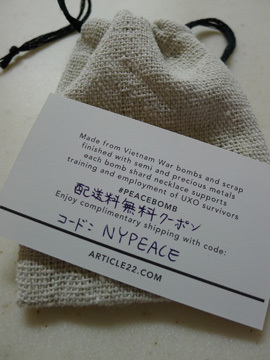 Made from Vietnam War bombs and scrap
finished with semi and precious metals
each bomb shard necklace supports
training and employment of UXO survivors
#PEACEBOMB
配送料無料クーポン
Enjoy complimentary shipping with code:
コード: NYPEACE
ARTICLE22.COM